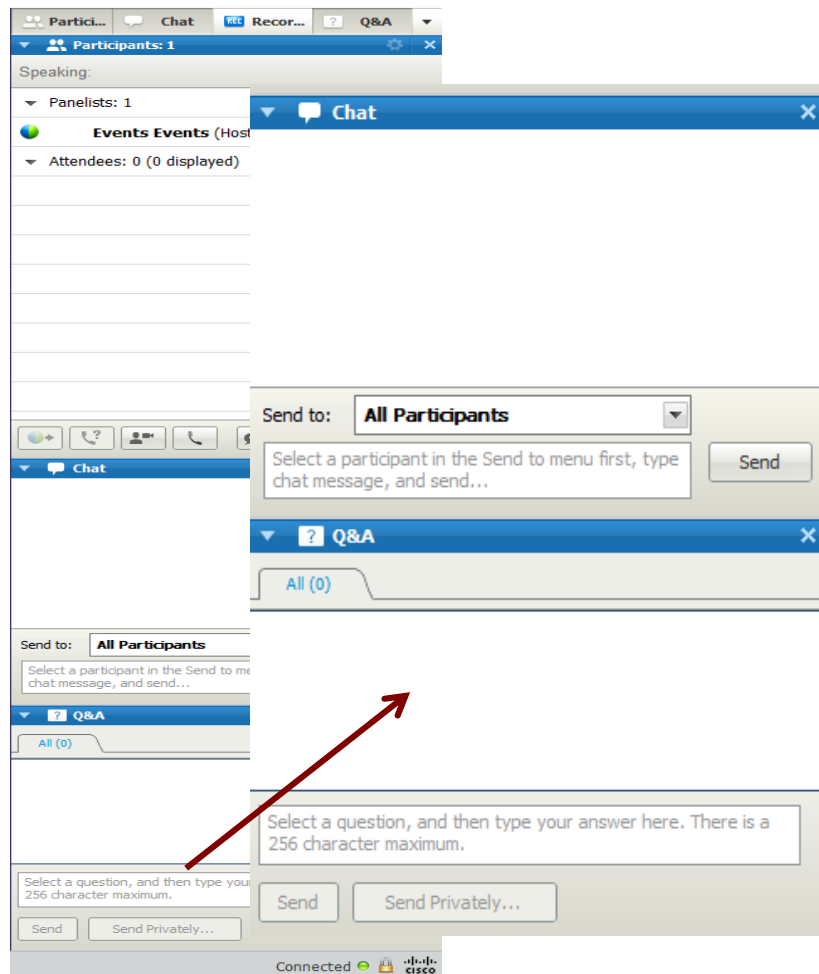 Partici...
Chat
REC Recor...
? Q&A
Participants: 1
Speaking:
Panelists: 1
Events Events (Host
Attendees: 0 (0 displayed)
Chat
Send to: All Participants
Select a participant in the Send to me
chat message, and send...
? Q&A
All (0)
Select a question, and then type your
256 character maximum.
Send
Send Privately...
Connected
CISCO
Chat
Send to: All Participants
Select a participant in the Send to menu first, type
chat message, and send...
Send
? Q&A
All (0)
Select a question, and then type your answer here. There is a
256 character maximum.
Send
Send Privately...